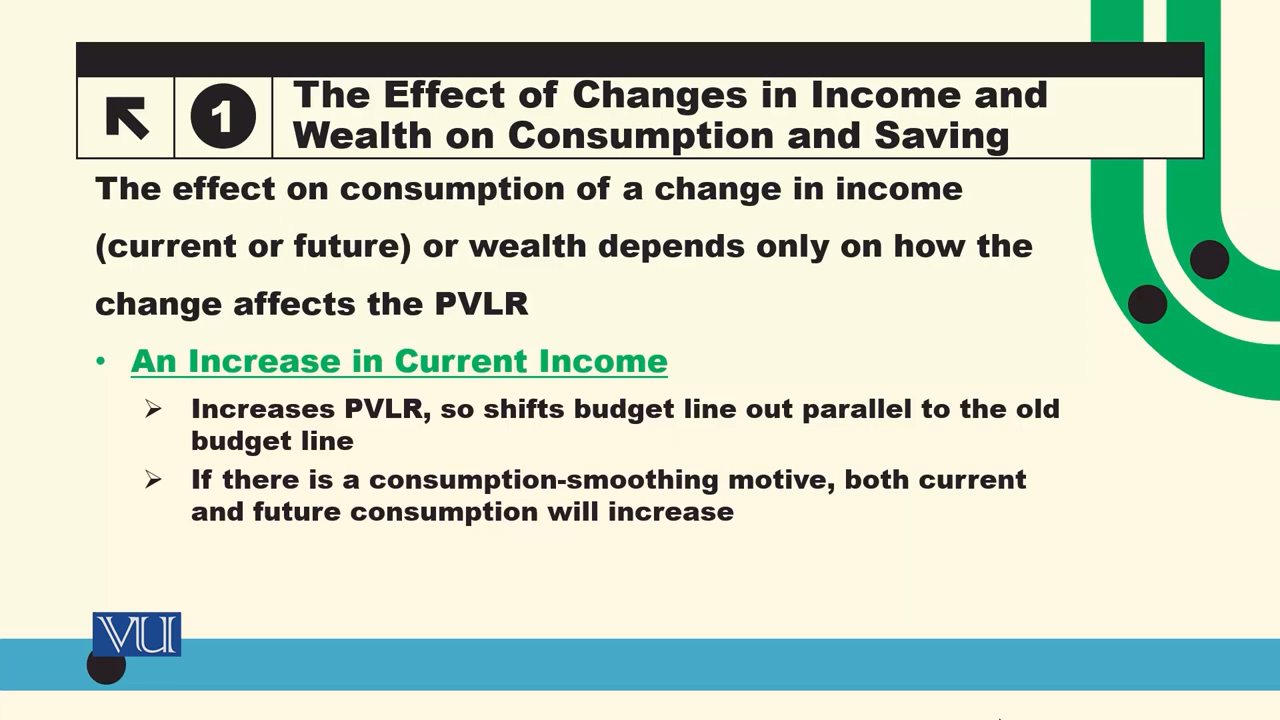 1
The Effect of Changes in Income and
Wealth on Consumption and Saving
The effect on consumption of a change in income
(current or future) or wealth depends only on how the
change affects the PVLR
• An Increase in Current Income
➢ Increases PVLR, so shifts budget line out parallel to the old
budget line
➢ If there is a consumption-smoothing motive, both current
and future consumption will increase
VU